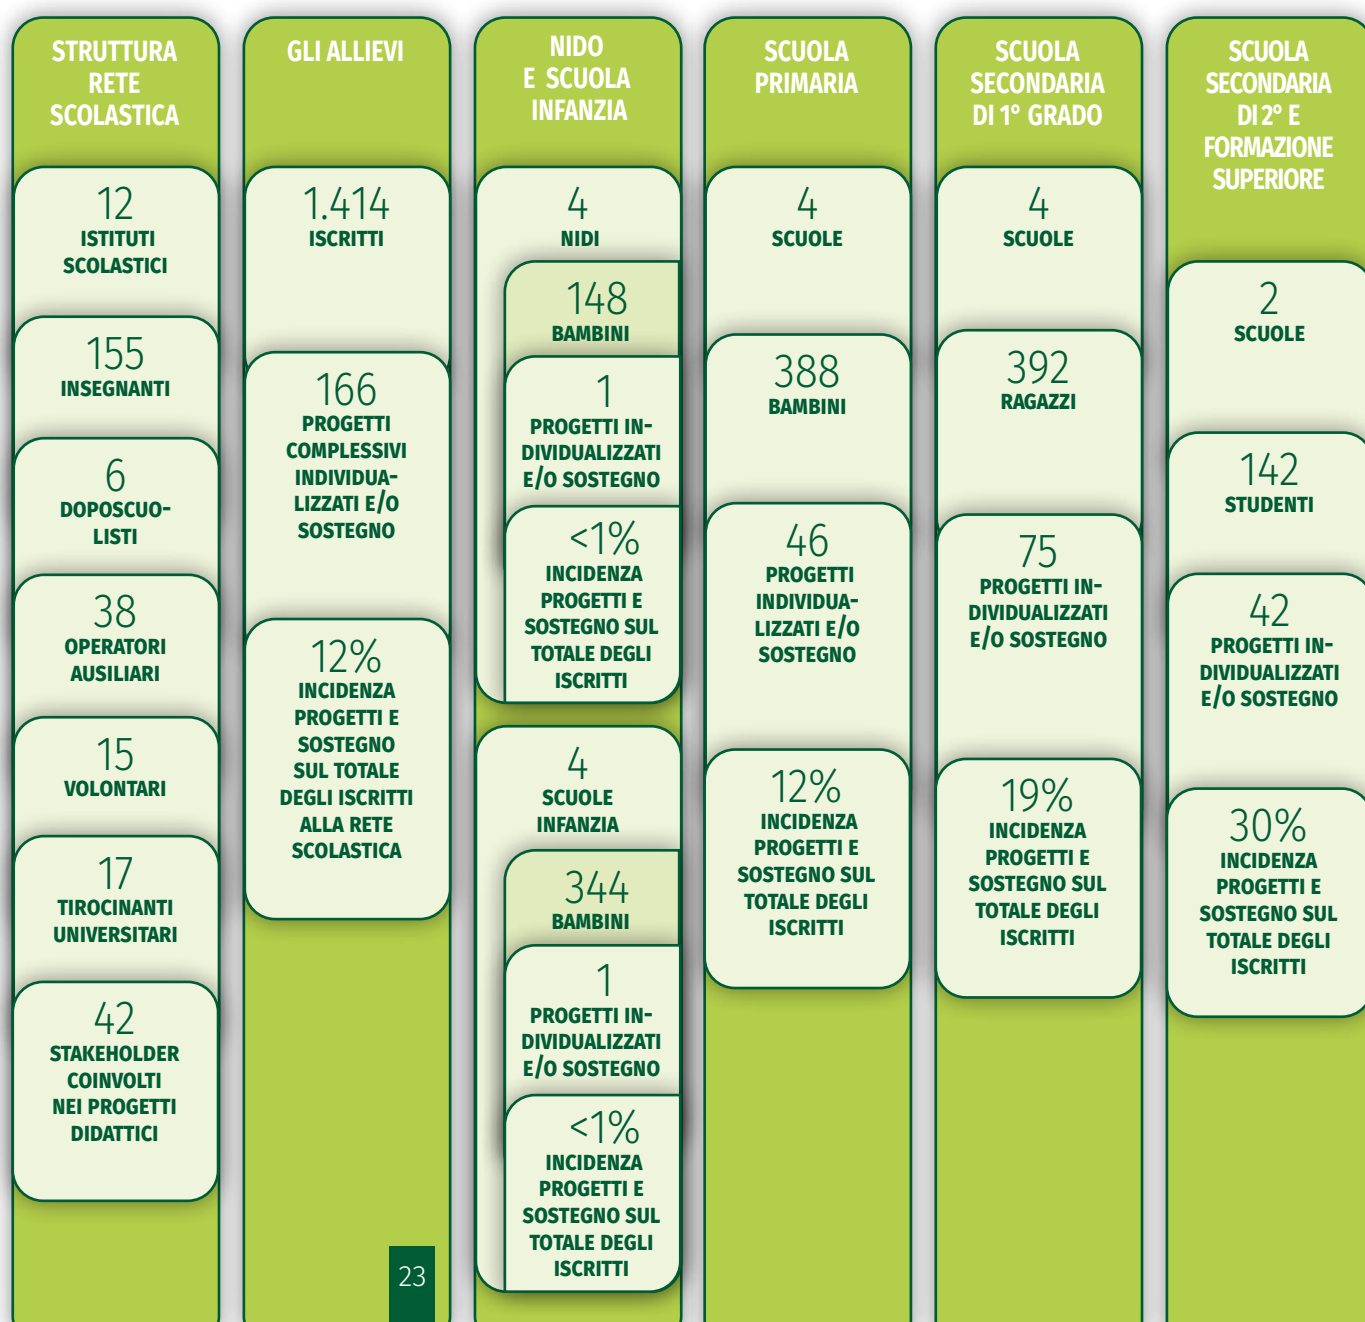 STRUTTURA
RETE
SCOLASTICA
12
ISTITUTI
SCOLASTICI
155
INSEGNANTI
6
DOPOSCUO-
LISTI
38
OPERATORI
AUSILIARI
15
VOLONTARI
17
TIROCINANTI
UNIVERSITARI
42
STAKEHOLDER
COINVOLTI
NEI PROGETTI
DIDATTICI
GLI ALLIEVI
1.414
ISCRITTI
166
PROGETTI
COMPLESSIVI
INDIVIDUA-
LIZZATI E/O
SOSTEGNO
12%
INCIDENZA
PROGETTI E
SOSTEGNO
SUL TOTALE
DEGLI ISCRITTI
ALLA RETE
SCOLASTICA
NIDO
E SCUOLA
INFANZIA
4
NIDI
148
BAMBINI
1
PROGETTI IN-
DIVIDUALIZZATI
E/O SOSTEGNO
<1%
INCIDENZA
PROGETTI E
SOSTEGNO SUL
TOTALE DEGLI
ISCRITTI
4
SCUOLE
INFANZIA
344
BAMBINI
1
PROGETTI IN-
DIVIDUALIZZATI
E/O SOSTEGNO
<1%
INCIDENZA
PROGETTI E
SOSTEGNO SUL
TOTALE DEGLI
ISCRITTI
SCUOLA
PRIMARIA
4
SCUOLE
388
BAMBINI
46
PROGETTI
INDIVIDUA-
LIZZATI E/O
SOSTEGNO
12%
INCIDENZA
PROGETTI E
SOSTEGNO SUL
TOTALE DEGLI
ISCRITTI
SCUOLA
SECONDARIA
DI 1° GRADO
4
SCUOLE
392
RAGAZZI
75
PROGETTI IN-
DIVIDUALIZZATI
E/O SOSTEGNO
19%
INCIDENZA
PROGETTI E
SOSTEGNO SUL
TOTALE DEGLI
ISCRITTI
SCUOLA
SECONDARIA
DI 2° E
FORMAZIONE
SUPERIORE
2
SCUOLE
142
STUDENTI
42
PROGETTI IN-
DIVIDUALIZZATI
E/O SOSTEGNO
30%
INCIDENZA
PROGETTI E
SOSTEGNO SUL
TOTALE DEGLI
ISCRITTI
23